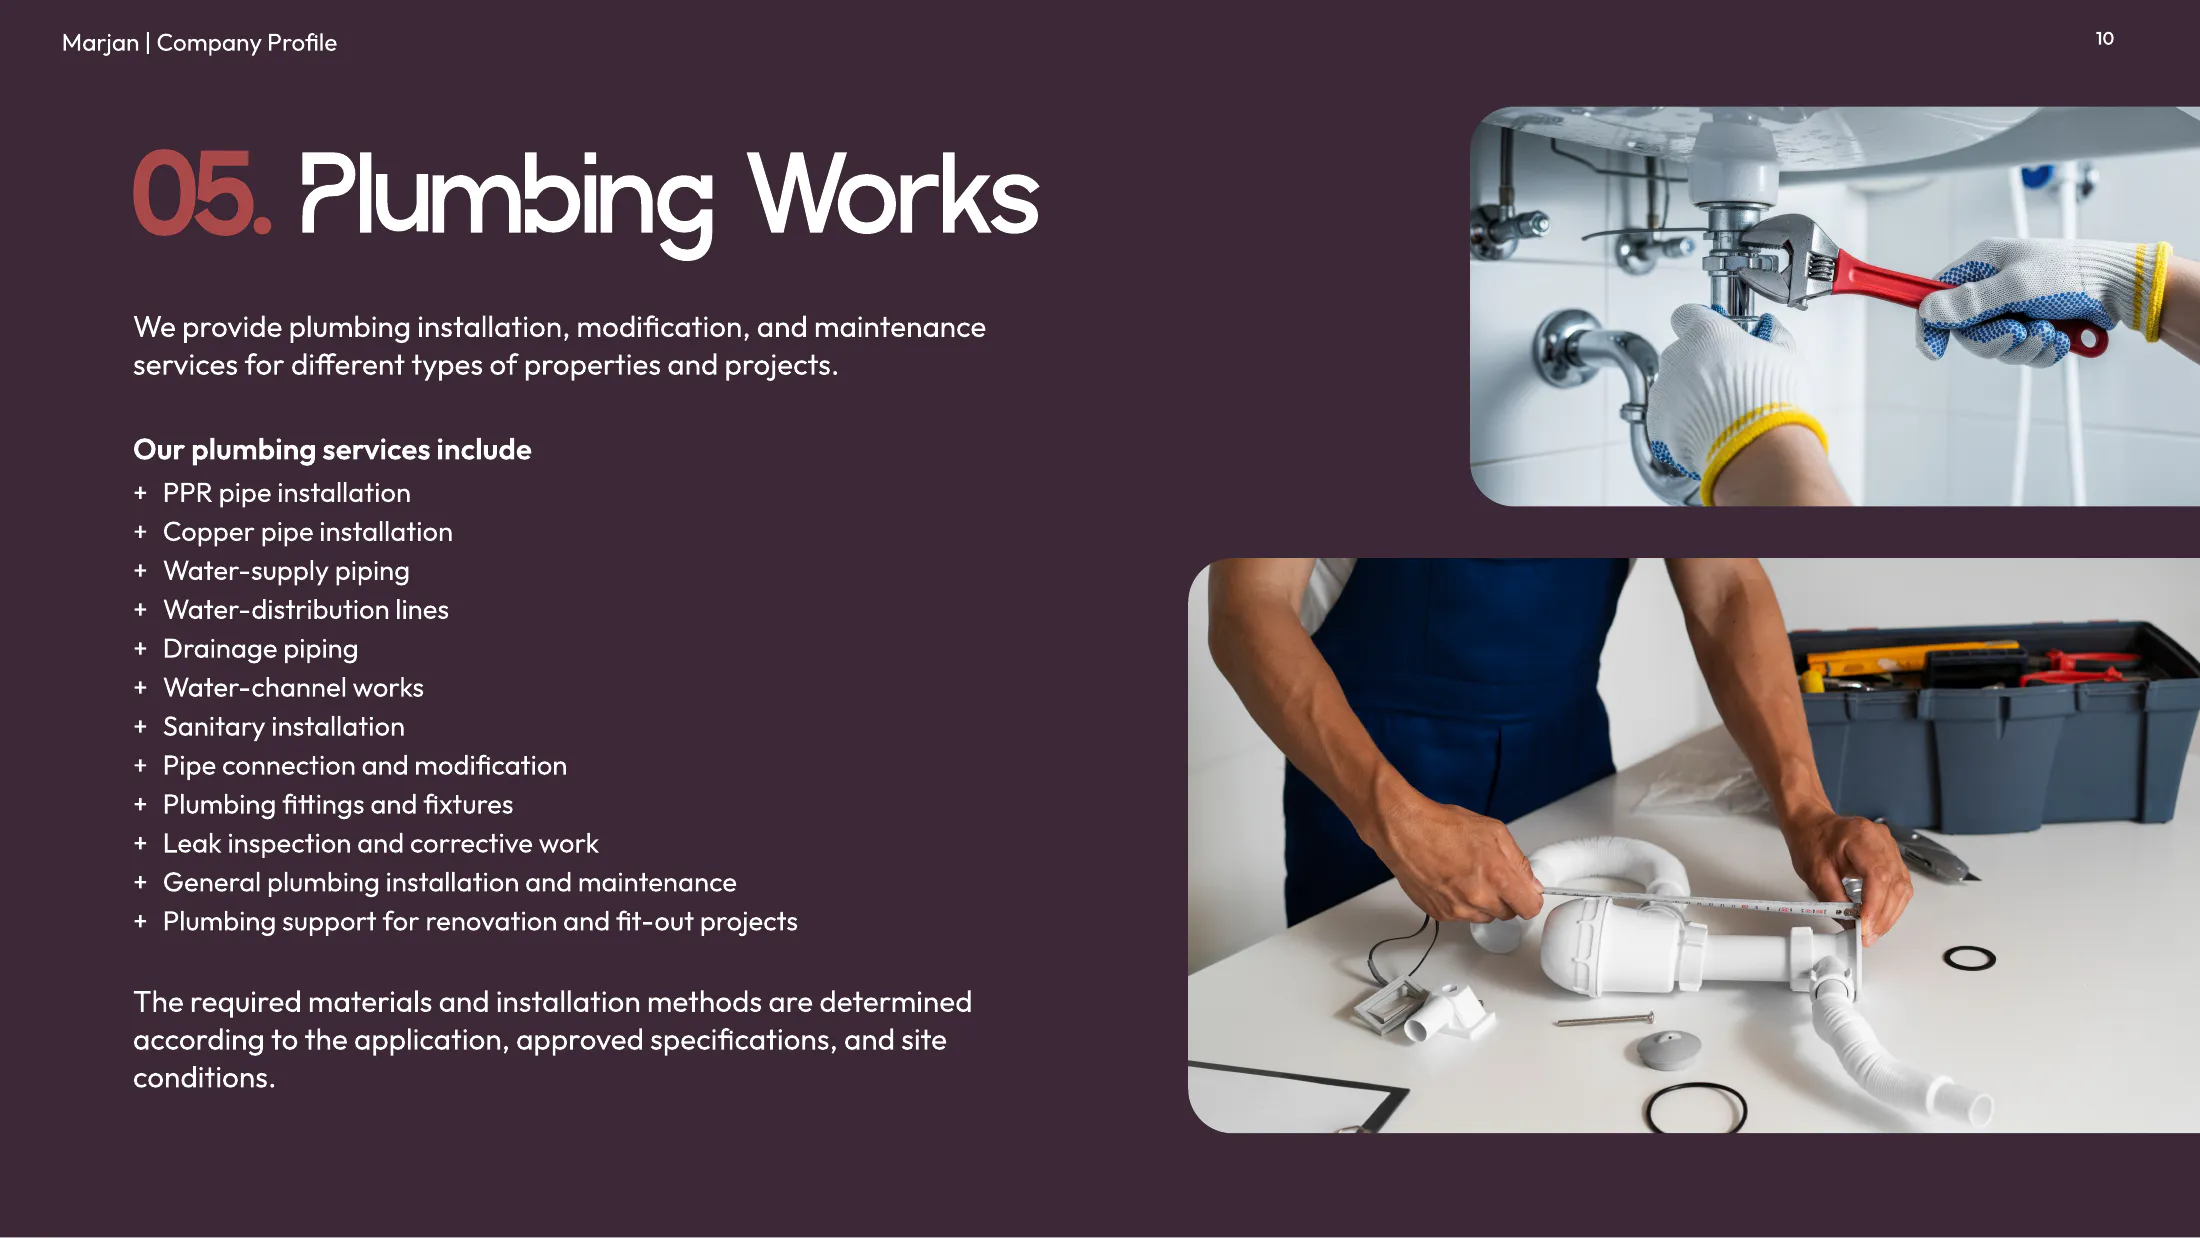 Marjan | Company Profile
10
05. Plumbing Works
We provide plumbing installation, modification, and maintenance
services for different types of properties and projects.
Our plumbing services include
+ PPR pipe installation
+ Copper pipe installation
+ Water-supply piping
+ Water-distribution lines
+ Drainage piping
+ Water-channel works
+ Sanitary installation
+ Pipe connection and modification
+ Plumbing fittings and fixtures
+ Leak inspection and corrective work
+ General plumbing installation and maintenance
+ Plumbing support for renovation and fit-out projects
The required materials and installation methods are determined
according to the application, approved specifications, and site
conditions.